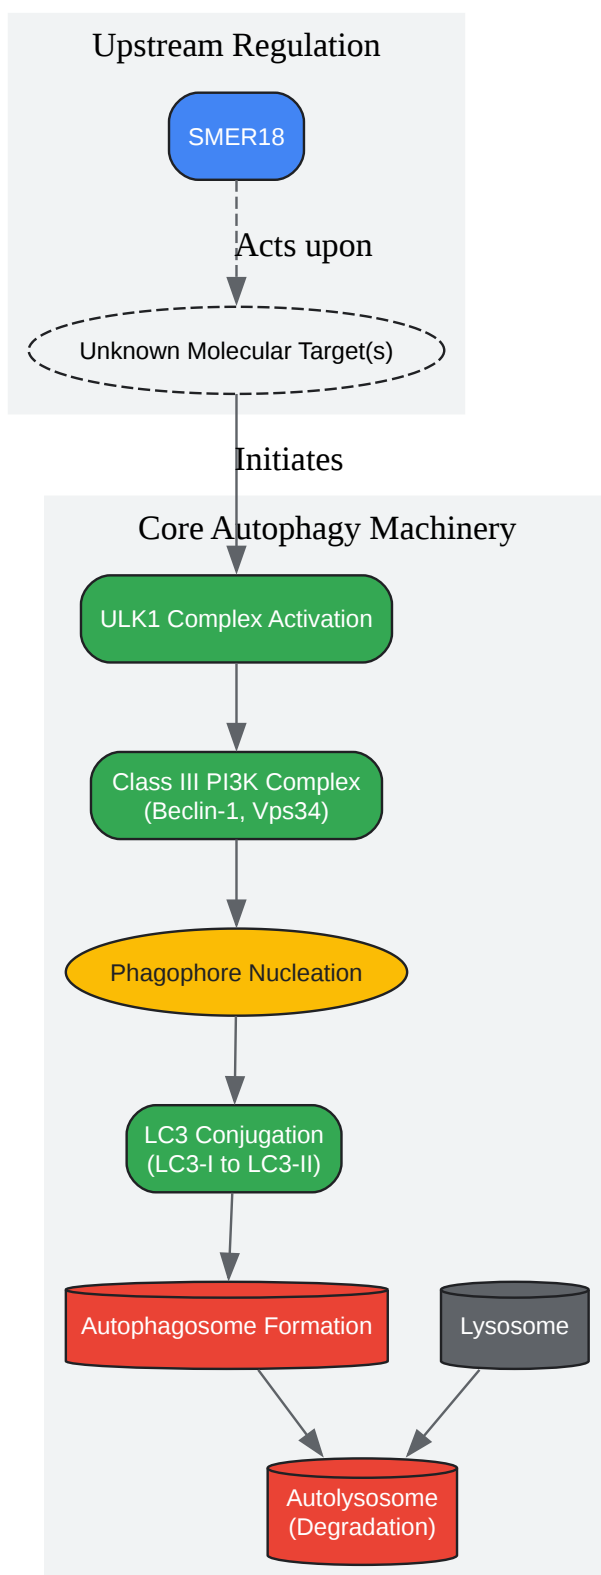 Upstream Regulation
SMER18
Acts upon
Unknown Molecular Target(s)
Initiates
Core Autophagy Machinery
ULK1 Complex Activation
Class III PI3K Complex
(Beclin-1, Vps34)
Phagophore Nucleation
LC3 Conjugation
(LC3-I to LC3-II)
Autophagosome Formation
Lysosome
Autolysosome
(Degradation)